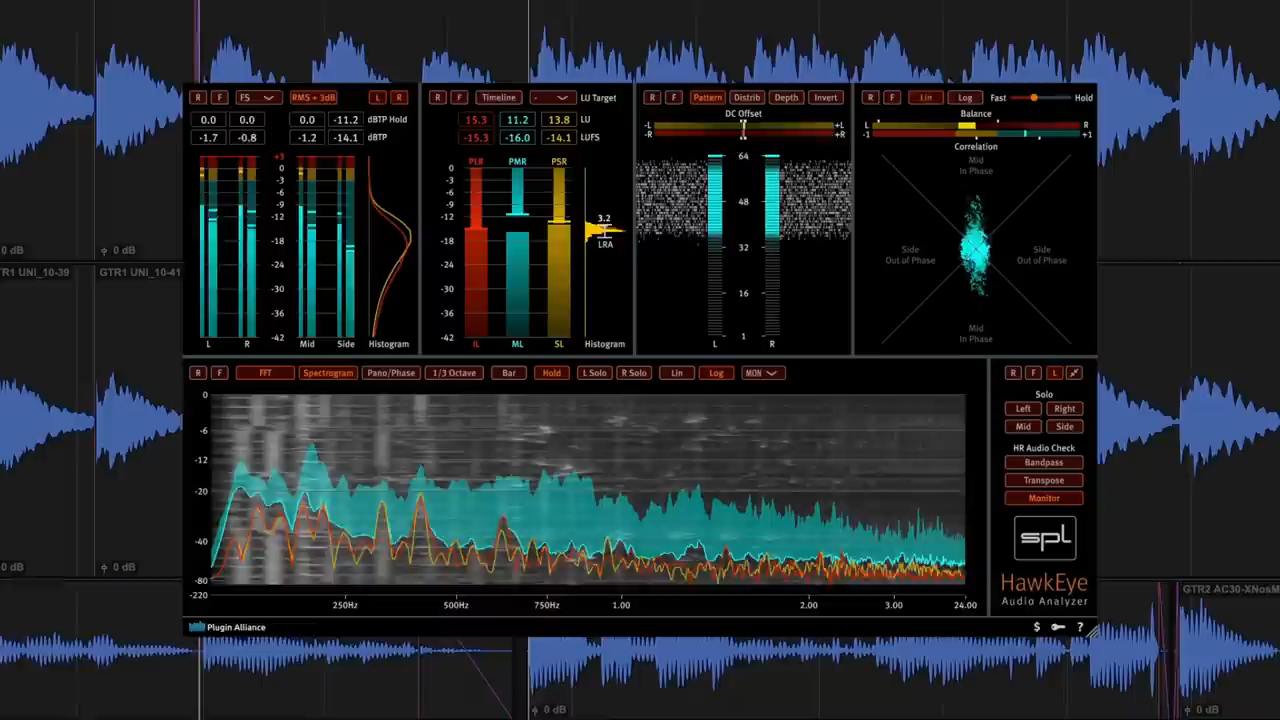 R F FS RMS + 3dB L R
0.0 0.0 0.0 -11.2 dBTP Hold
-1.7 -0.8 -1.2 -14.1 dBTP
+3
0
-3
-6
-9
-18
-24
-30
-36
-42
L R Mid Side Histogram
R F Timeline - LU Target
15.3 11.2 13.8 LU
-15.3 -16.0 -14.1 LUFS
PLR PMR PSR
0
-3
-6
-9
-12
-18
-24
-30
-36
-42
3.2
LRA
IL ML SL Histogram
R F Pattern Distrib Depth Invert
DC Offset
-L +L
-R +R
64
48
32
16
1
L R
R F Lin Log Fast Hold
Balance
L R
-1 +1
Correlation
Mid
In Phase
Side
Out of Phase
Side
Out of Phase
Mid
In Phase
0 dB 0 dB
TR1 UNI_10-39 GTR1 UNI_10-41
R F FFT Spectrogram Pano/Phase 1/3 Octave Bar Hold L Solo R Solo Lin Log MON
0
-6
-12
-20
-40
-80
-220
250Hz 500Hz 750Hz 1.00 2.00 3.00 24.00
R F L
Solo
Left Right
Mid Side
HR Audio Check
Bandpass
Transpose
Monitor
spl
HawkEye
Audio Analyzer
0 dB 0 dB
GTR2 AC30-XNosM
Plugin Alliance $ ?
0 dB 0 dB